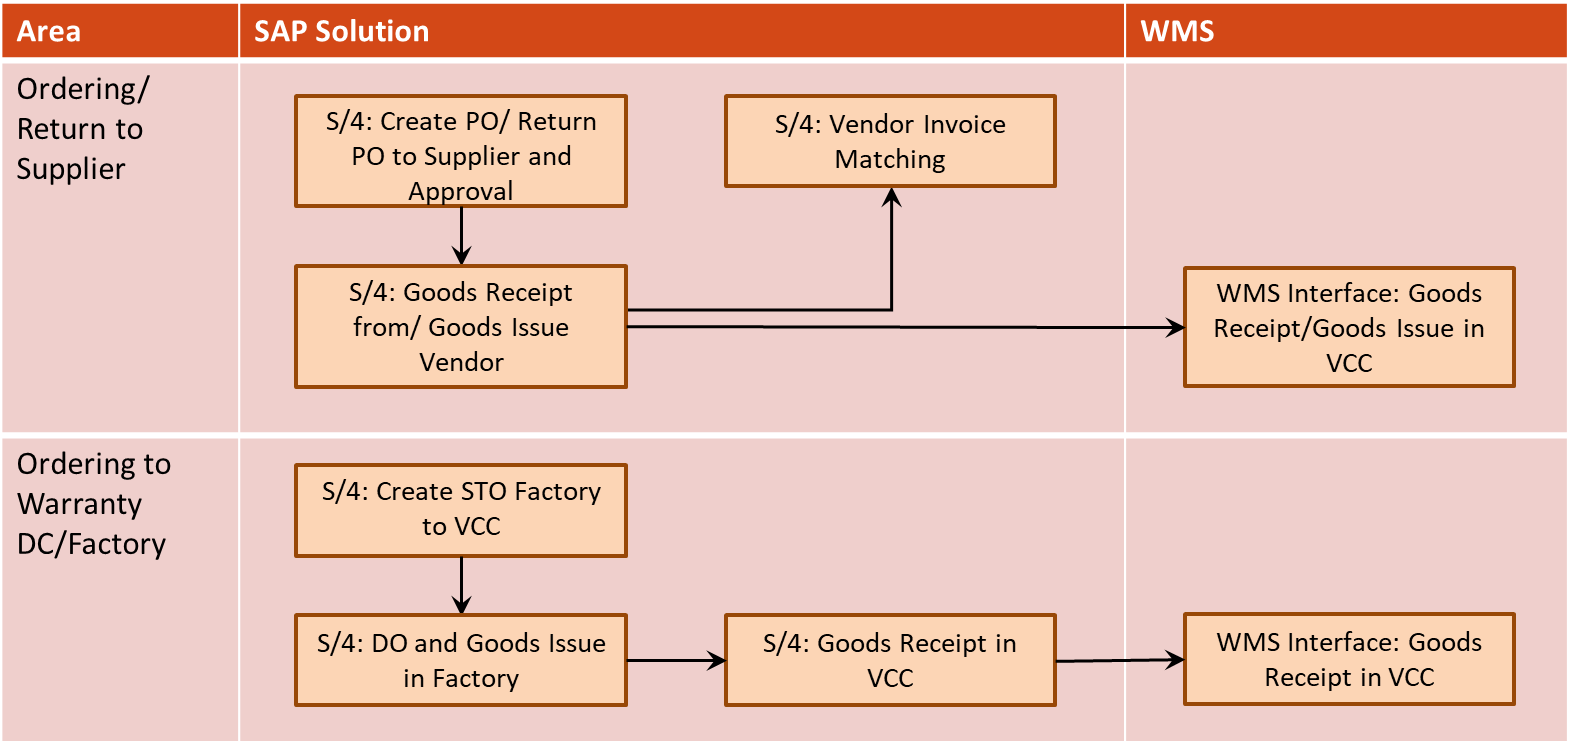 Area
SAP Solution
WMS
Ordering/
Return to
Supplier
S/4: Create PO/ Return
PO to Supplier and
Approval
S/4: Vendor Invoice
Matching
S/4: Goods Receipt
from/ Goods Issue
Vendor
WMS Interface: Goods
Receipt/Goods Issue in
VCC
Ordering to
Warranty
DC/Factory
S/4: Create STO Factory
to VCC
S/4: DO and Goods Issue
in Factory
S/4: Goods Receipt in
VCC
WMS Interface: Goods
Receipt in VCC